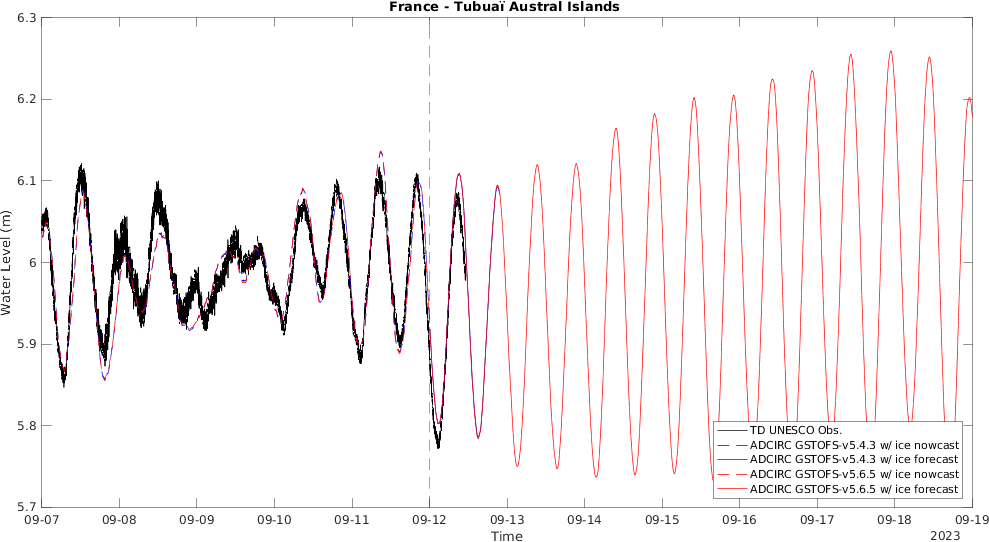 France - Tubuaï Austral Islands
6.3
6.2
6.1
6
5.9
5.8
5.7
Water Level (m)
TD UNESCO Obs.
ADCIRC GSTOFS-v5.4.3 w/ ice nowcast
ADCIRC GSTOFS-v5.4.3 w/ ice forecast
ADCIRC GSTOFS-v5.6.5 w/ ice nowcast
ADCIRC GSTOFS-v5.6.5 w/ ice forecast
09-07 09-08 09-09 09-10 09-11 09-12 09-13 09-14 09-15 09-16 09-17 09-18 09-19
Time
2023